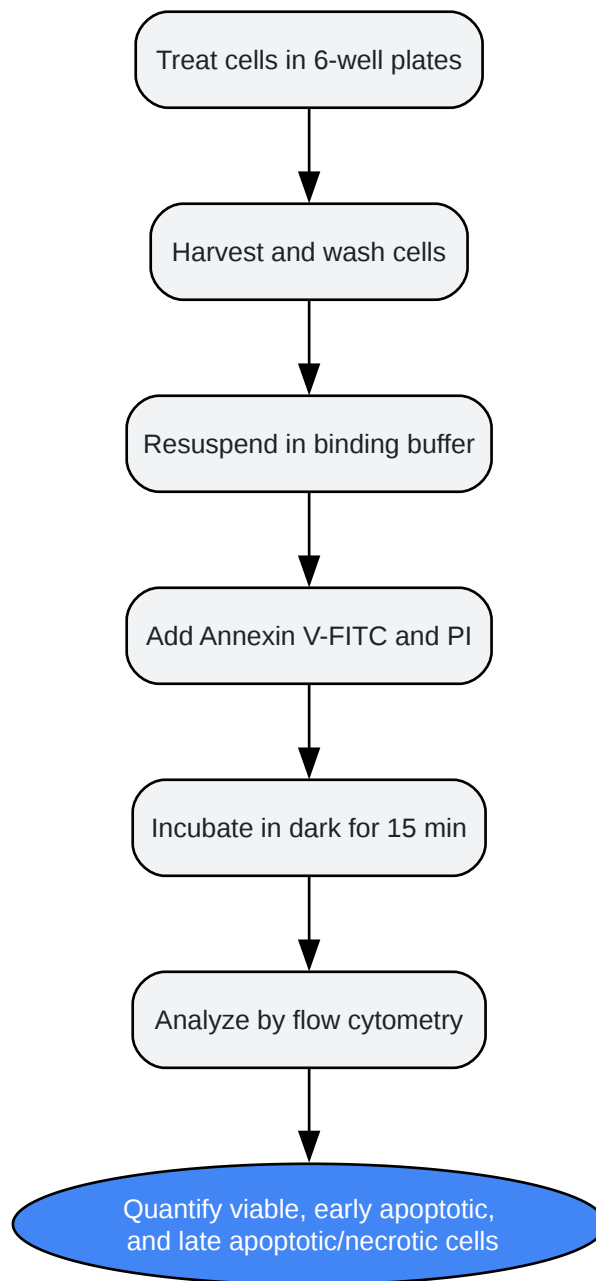 Treat cells in 6-well plates
Harvest and wash cells
Resuspend in binding buffer
Add Annexin V-FITC and PI
Incubate in dark for 15 min
Analyze by flow cytometry
Quantify viable, early apoptotic,
and late apoptotic/necrotic cells